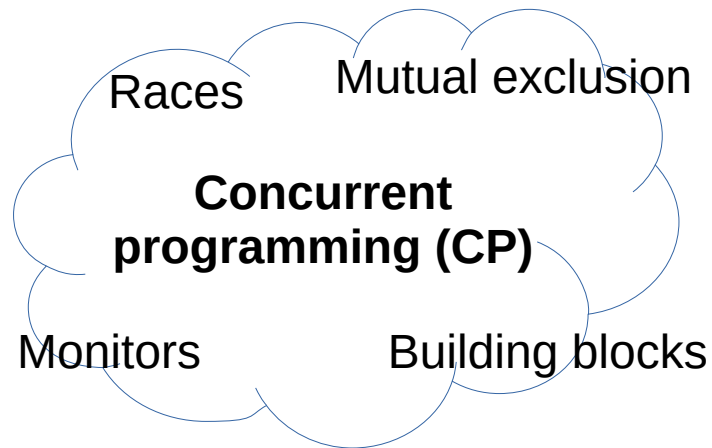 Races
Mutual exclusion
Concurrent
programming (CP)
Monitors
Building blocks